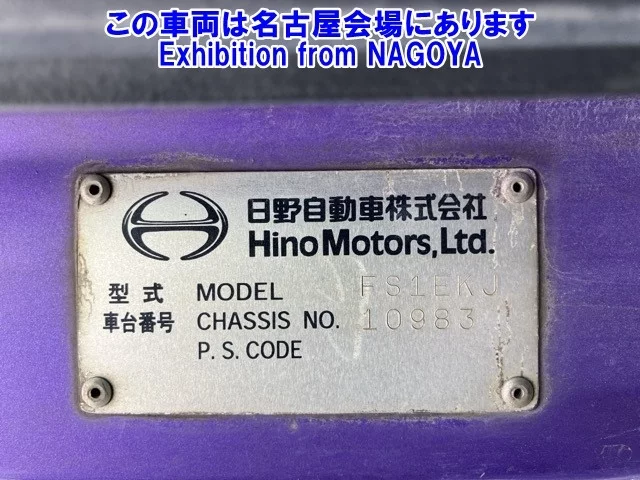 この車両は名古屋会場にあります
Exhibition from NAGOYA
日野自動車株式会社
Hino Motors, Ltd.
型式 MODEL FS1EKJ
車台番号 CHASSIS NO. 10983
P. S. CODE